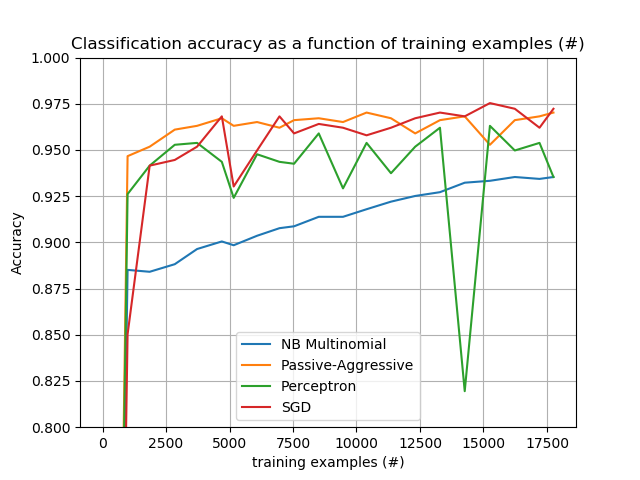 Classification accuracy as a function of training examples (#)
1.000
0.975
0.950
0.925
0.900
0.875
0.850
0.825
0.800
Accuracy
NB Multinomial
Passive-Aggressive
Perceptron
SGD
0 2500 5000 7500 10000 12500 15000 17500
training examples (#)